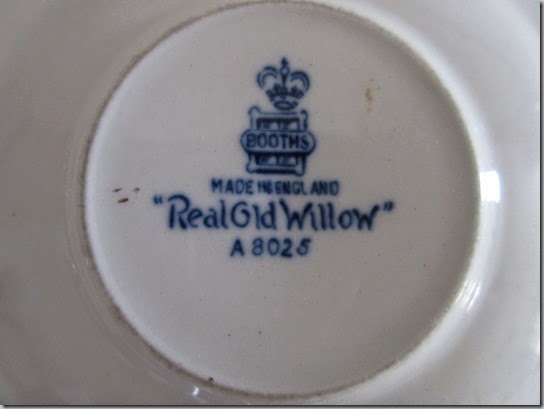 BOOTHS
MADE IN ENGLAND
"Real Old Willow"
A 8025